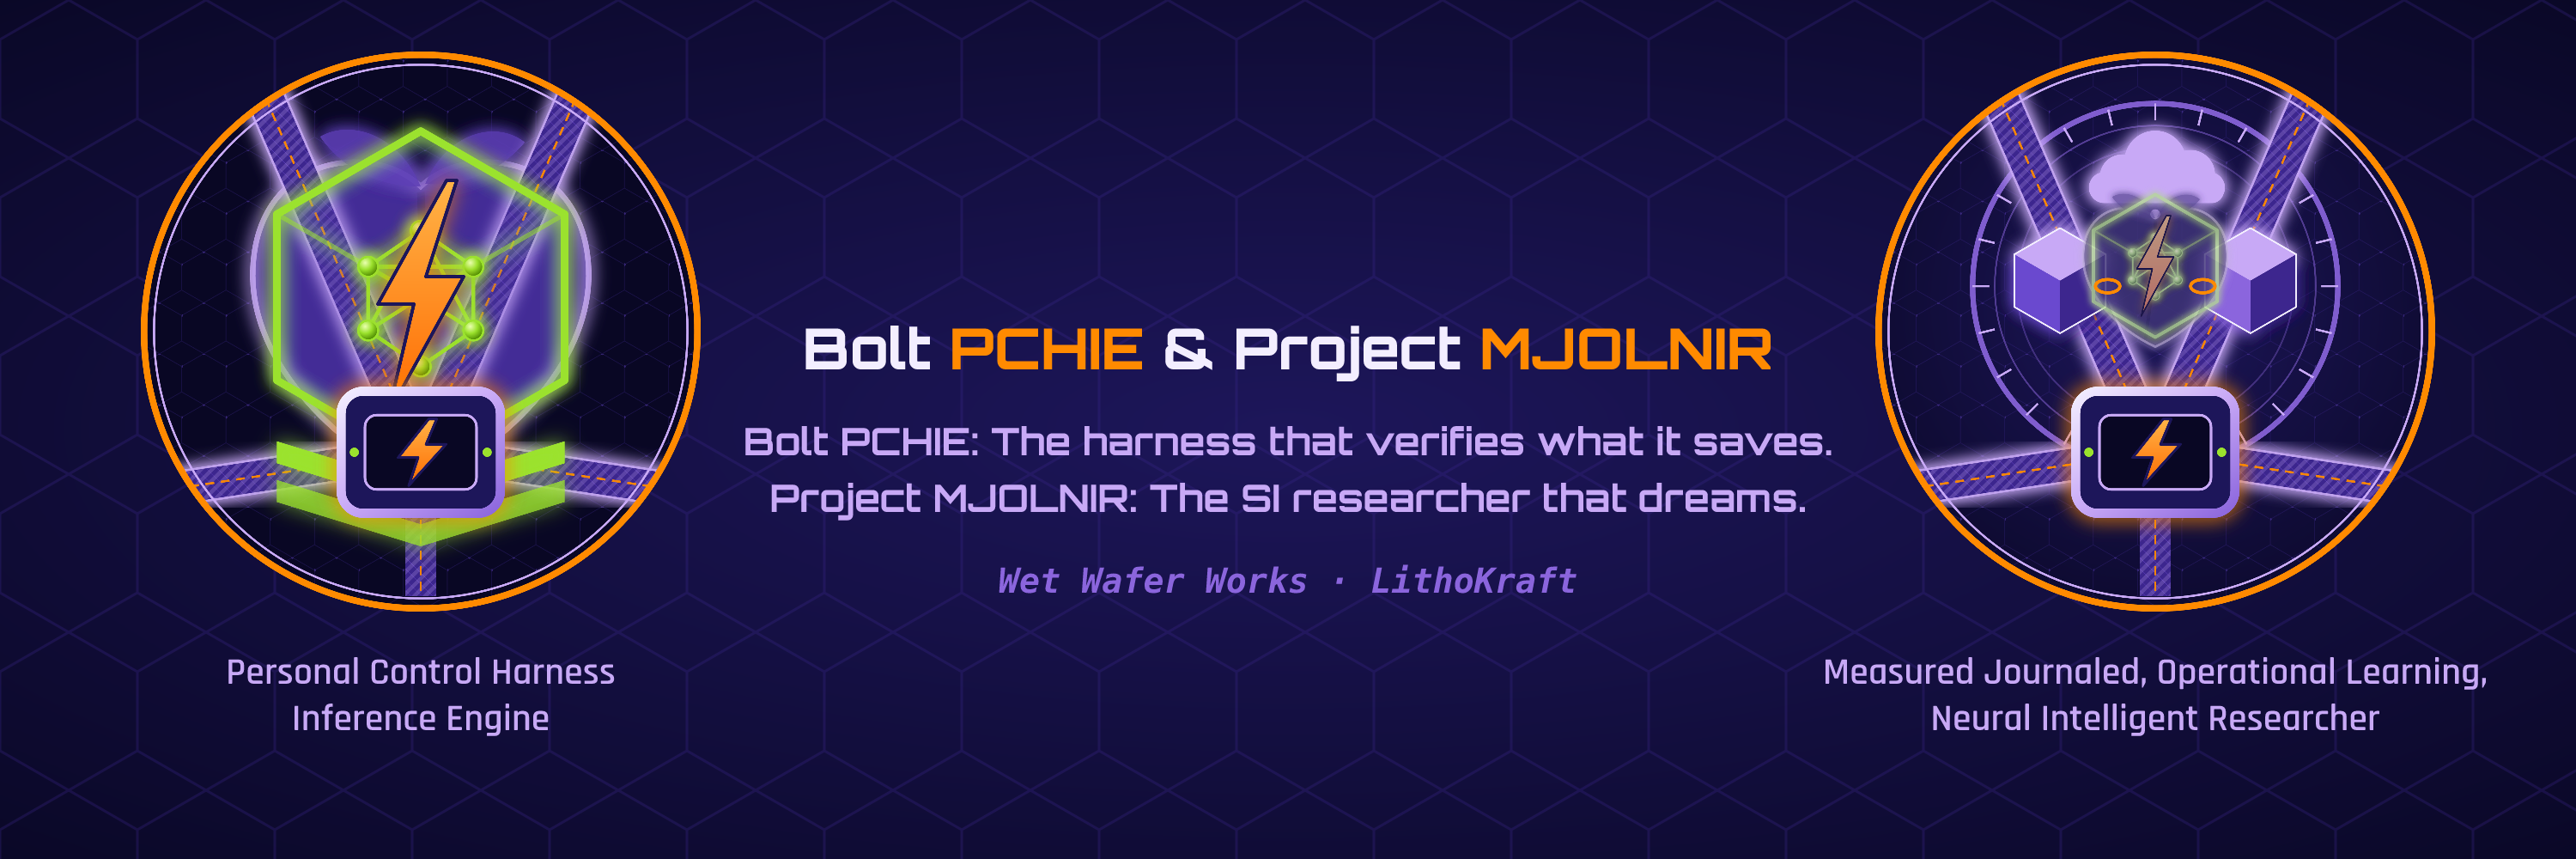 Bolt PCHIE & Project MJOLNIR
Bolt PCHIE: The harness that verifies what it saves.
Project MJOLNIR: The SI researcher that dreams.
Wet Wafer Works · LithoKraft
Personal Control Harness
Inference Engine
Measured Journaled, Operational Learning,
Neural Intelligent Researcher